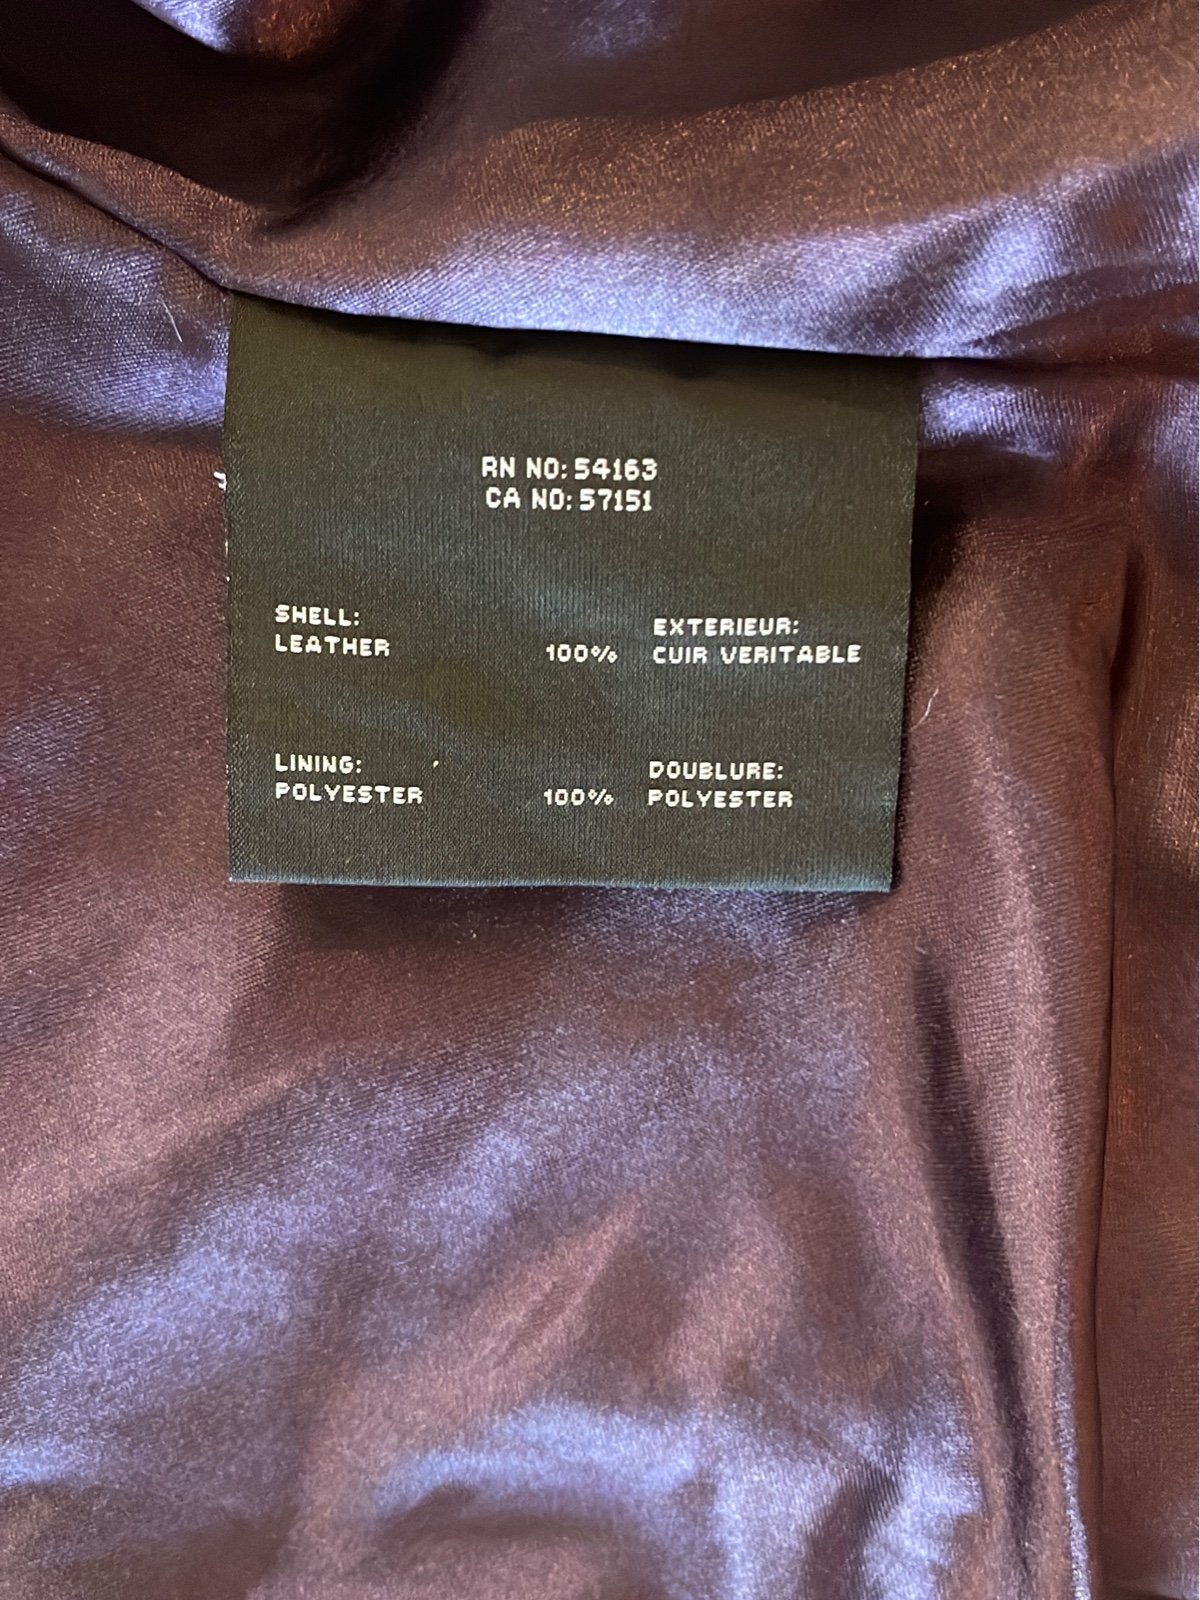 RN NO: 54163
CA NO: 57151
SHELL:
LEATHER 100%
EXTERIEUR:
CUIR VERITABLE
LINING:
POLYESTER 100%
DOUBLURE:
POLYESTER